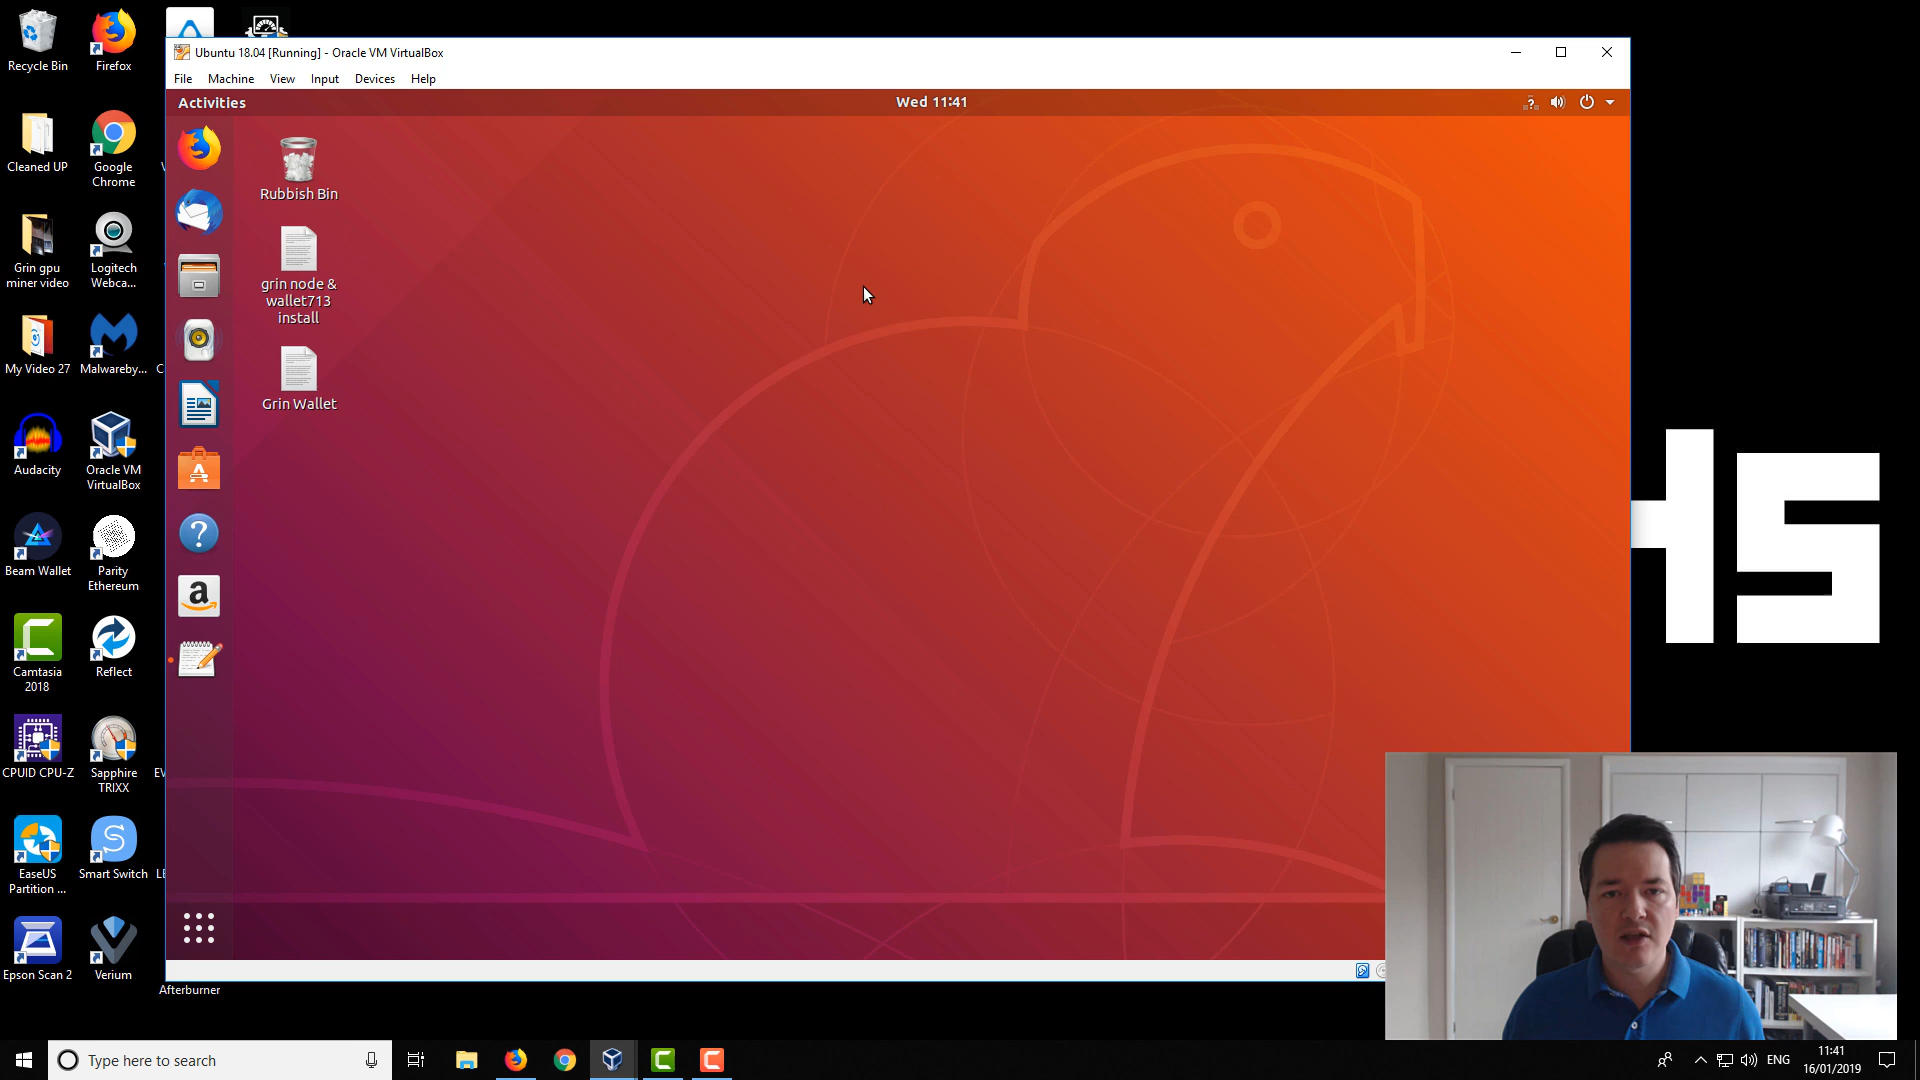 Ubuntu 18.04 [Running] - Oracle VM VirtualBox
File Machine View Input Devices Help
Activities
Wed 11:41
Rubbish Bin
grin node &
wallet713
install
Grin Wallet
Recycle Bin
Firefox
Cleaned UP
Google
Chrome
Grin gpu
miner video
Logitech
Webca...
My Video 27
Malwareby...
Audacity
Oracle VM
VirtualBox
Beam Wallet
Parity
Ethereum
Camtasia
2018
Reflect
CPUID CPU-Z
Sapphire
TRIXX
EaseUS
Partition ...
Smart Switch
Epson Scan 2
Verium
Afterburner
Type here to search
ENG
11:41
16/01/2019